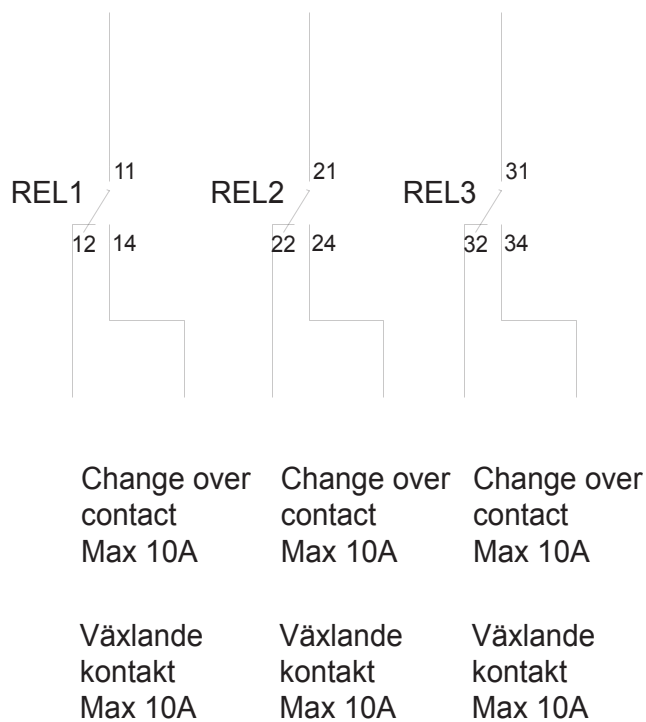 11 21 31
REL1 REL2 REL3
12 14 22 24 32 34
Change over
contact
Max 10A
Change over
contact
Max 10A
Change over
contact
Max 10A
Växlande
kontakt
Max 10A
Växlande
kontakt
Max 10A
Växlande
kontakt
Max 10A